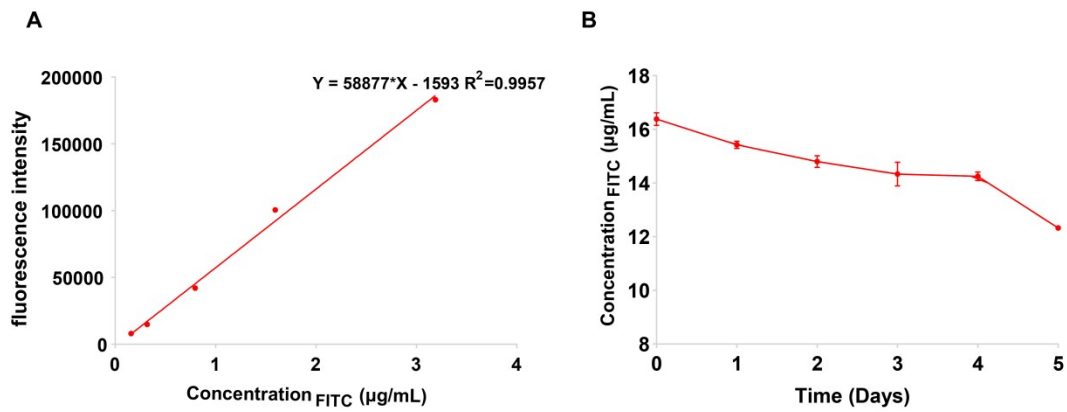 A
Y = 58877*X - 1593 R²=0.9957
fluorescence intensity
200000
150000
100000
50000
0
0 1 2 3 4
Concentration FITC (μg/mL)
B
Concentration FITC (μg/mL)
18
16
14
12
10
8
0 1 2 3 4 5
Time (Days)